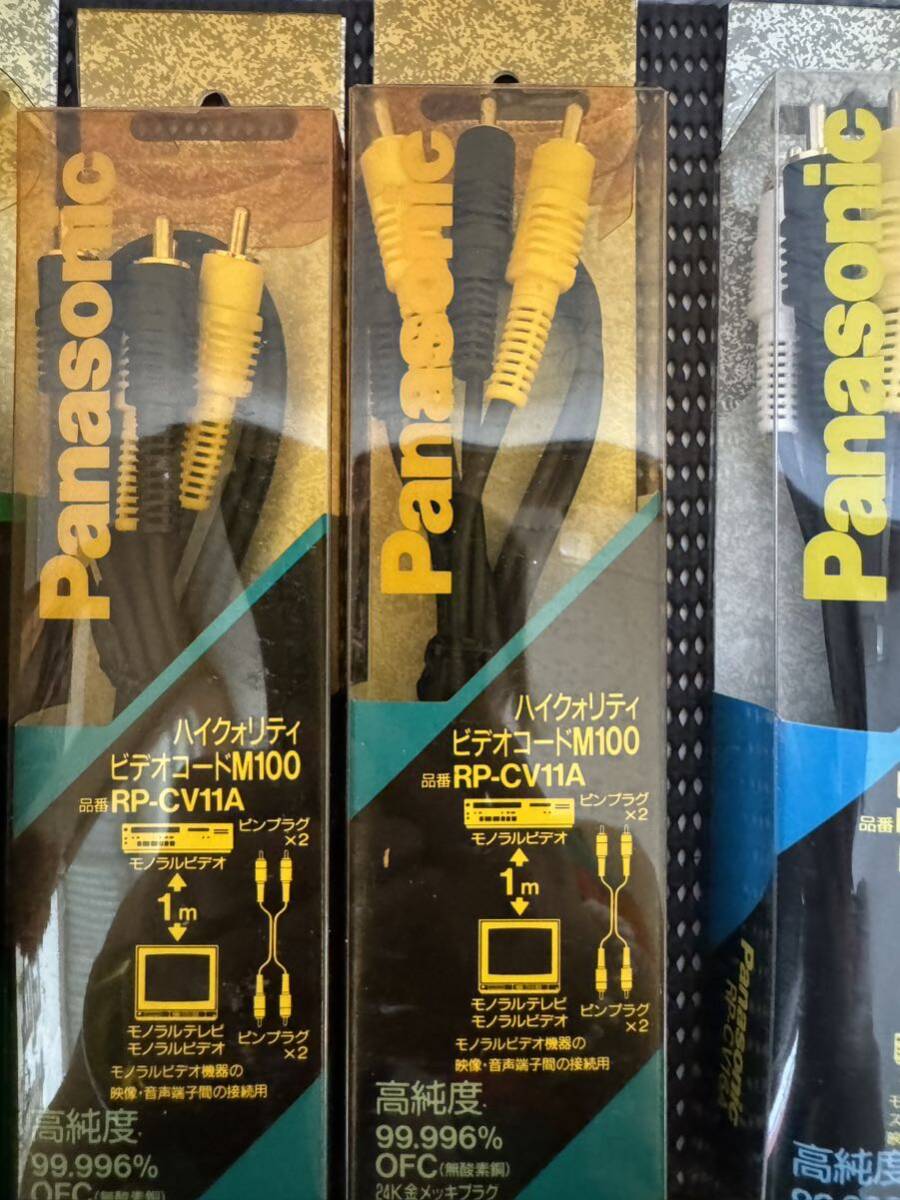 Panasonic
ハイクォリティ
ビデオコードM100
品番 RP-CV11A
ピンプラグ
×2
モノラルビデオ
1m
モノラルテレビ
モノラルビデオ
ピンプラグ
×2
モノラルビデオ機器の
映像・音声端子間の接続用
高純度
99.996%
OFC(無酸素銅)
Panasonic
ハイクォリティ
ビデオコードM100
品番 RP-CV11A
ピンプラグ
×2
モノラルビデオ
1m
モノラルテレビ
モノラルビデオ
ピンプラグ
×2
モノラルビデオ機器の
映像・音声端子間の接続用
高純度
99.996%
OFC(無酸素銅)
24K金メッキプラグ
Panasonic
品番
Panasonic
高純度